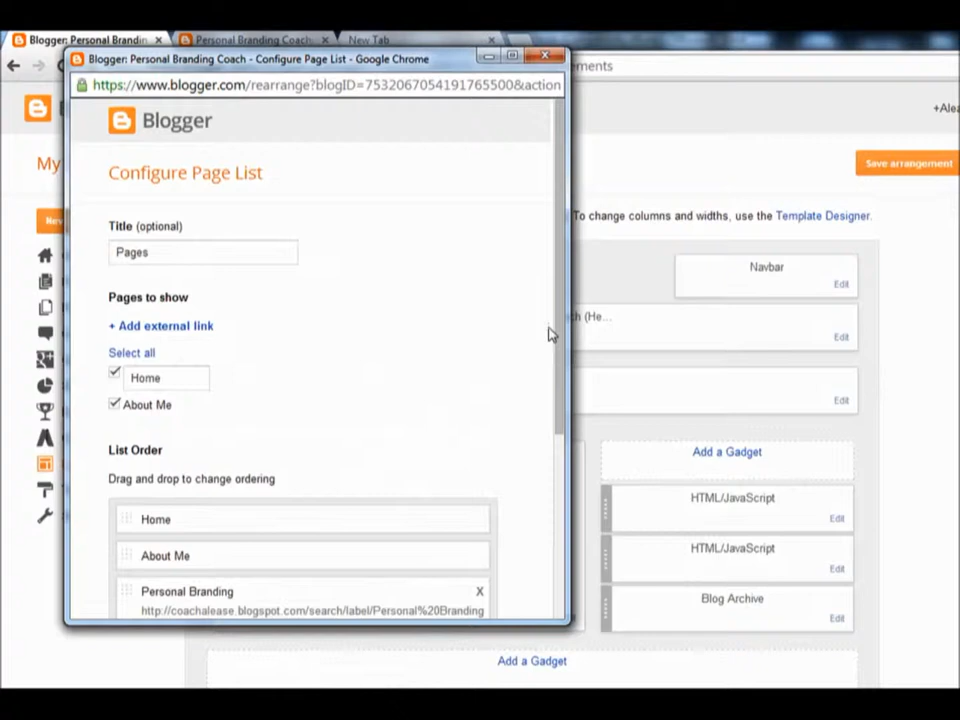 Blogger: Personal Brandin
Personal Branding Coach:
New Tab
Blogger: Personal Branding Coach - Configure Page List - Google Chrome
https://www.blogger.com/rearrange?blogID=7532067054191765500&action
ements
Blogger
+Alea
Configure Page List
My
Save arrangement
Title (optional)
To change columns and widths, use the Template Designer.
Pages
Navbar
Edit
Pages to show
+ Add external link
ch (He...
Edit
Select all
Home
About Me
Edit
List Order
Add a Gadget
Drag and drop to change ordering
HTML/JavaScript
Edit
Home
About Me
HTML/JavaScript
Edit
Personal Branding
X
http://coachalease.blogspot.com/search/label/Personal%20Branding
Blog Archive
Edit
Add a Gadget